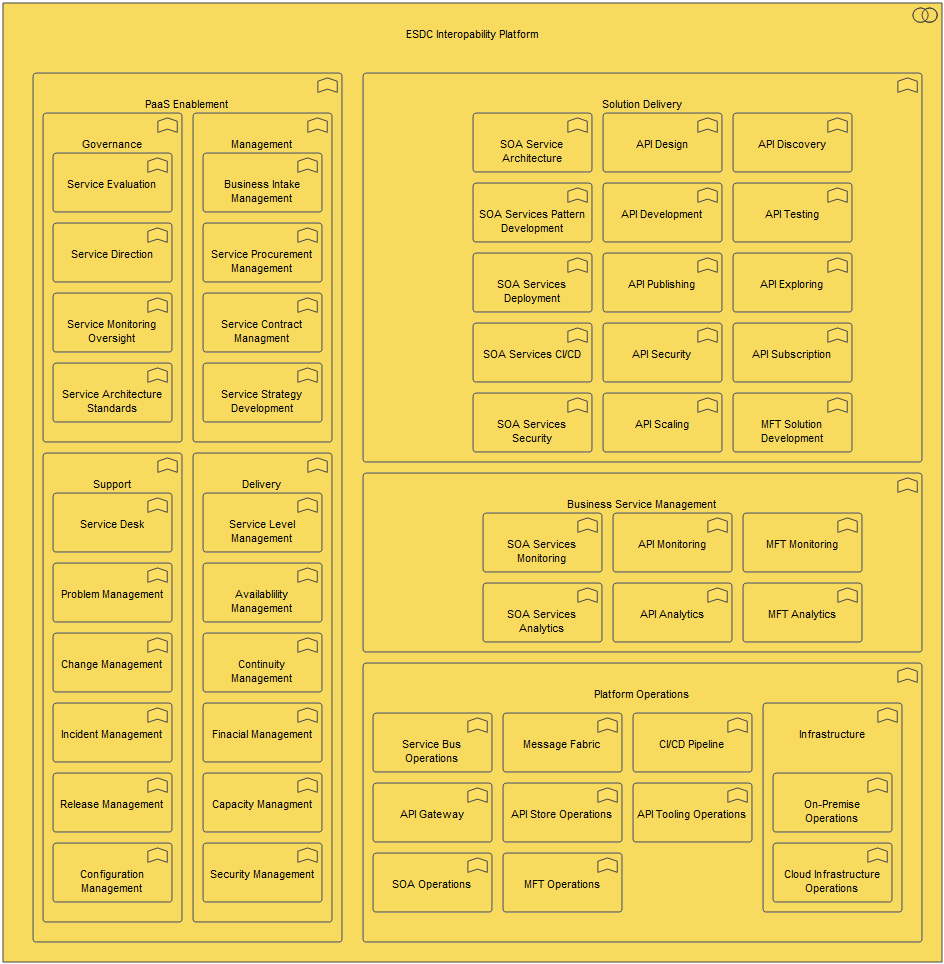 ESDC Interopability Platform
PaaS Enablement
Governance
Service Evaluation
Service Direction
Service Monitoring
Oversight
Service Architecture
Standards
Management
Business Intake
Management
Service Procurement
Management
Service Contract
Managment
Service Strategy
Development
Support
Service Desk
Problem Management
Change Management
Incident Management
Release Management
Configuration
Management
Delivery
Service Level
Management
Availablility
Management
Continuity
Management
Finacial Management
Capacity Managment
Security Management
Solution Delivery
SOA Service
Architecture
API Design
API Discovery
SOA Services Pattern
Development
API Development
API Testing
SOA Services
Deployment
API Publishing
API Exploring
SOA Services CI/CD
API Security
API Subscription
SOA Services
Security
API Scaling
MFT Solution
Development
Business Service Management
SOA Services
Monitoring
API Monitoring
MFT Monitoring
SOA Services
Analytics
API Analytics
MFT Analytics
Platform Operations
Service Bus
Operations
Message Fabric
CI/CD Pipeline
API Gateway
API Store Operations
API Tooling Operations
SOA Operations
MFT Operations
Infrastructure
On-Premise
Operations
Cloud Infrastructure
Operations